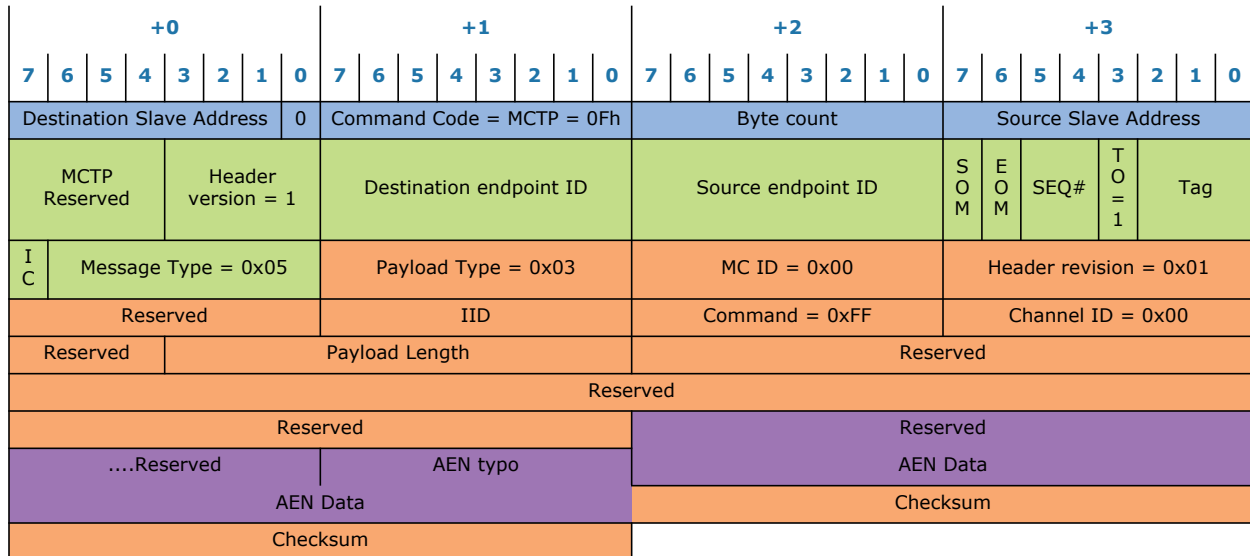 +0 +1 +2 +3
7 6 5 4 3 2 1 0 7 6 5 4 3 2 1 0 7 6 5 4 3 2 1 0 7 6 5 4 3 2 1 0
Destination Slave Address 0 Command Code = MCTP = 0Fh Byte count Source Slave Address
MCTP Reserved Header version = 1 Destination endpoint ID Source endpoint ID SOM EOM SEQ# TO=1 Tag
IC Message Type = 0x05 Payload Type = 0x03 MC ID = 0x00 Header revision = 0x01
Reserved IID Command = 0xFF Channel ID = 0x00
Reserved Payload Length Reserved
Reserved
Reserved Reserved
....Reserved AEN typo AEN Data
AEN Data Checksum
Checksum